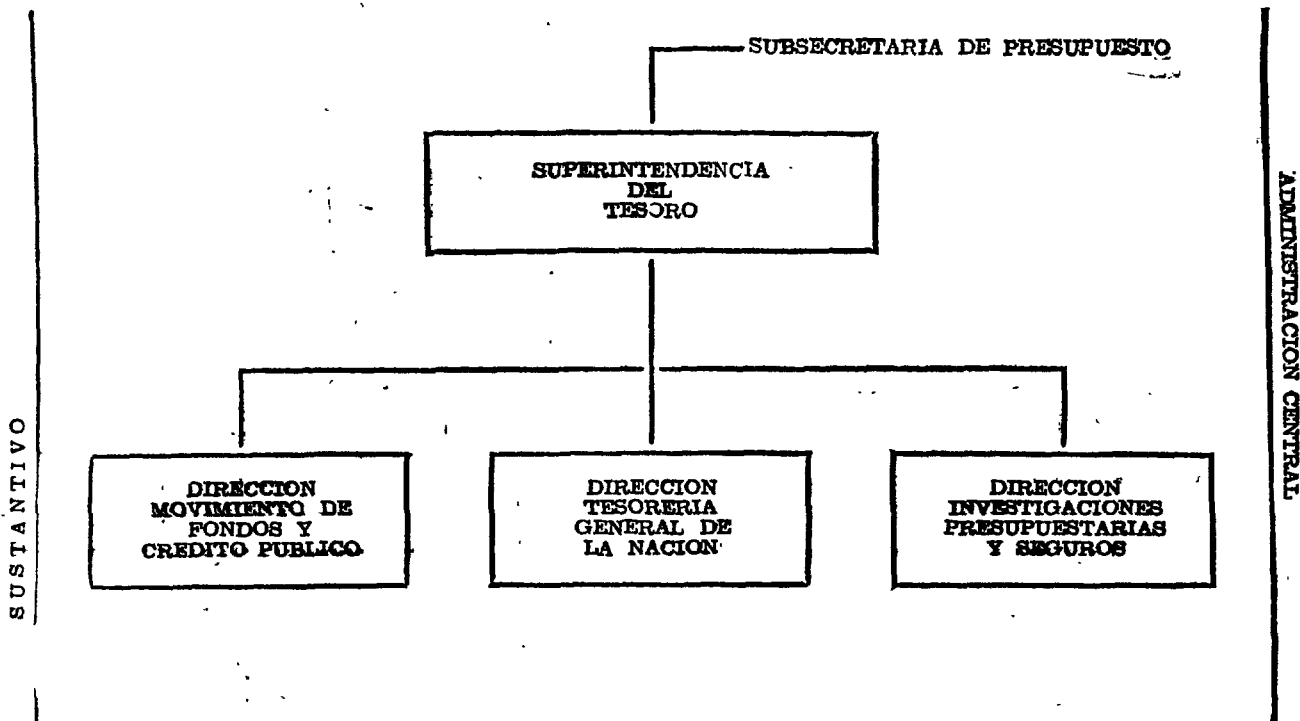 SUBSECRETARIA DE PRESUPUESTO
SUPERINTENDENCIA
DEL
TESORO
ADMINISTRACION CENTRAL
SUSTANTIVO
DIRECCION
MOVIMIENTO DE
FONDOS Y
CREDITO PUBLICO
DIRECCION
TESORERIA
GENERAL DE
LA NACION
DIRECCION
INVESTIGACIONES
PRESUPUESTARIAS
Y SEGUROS